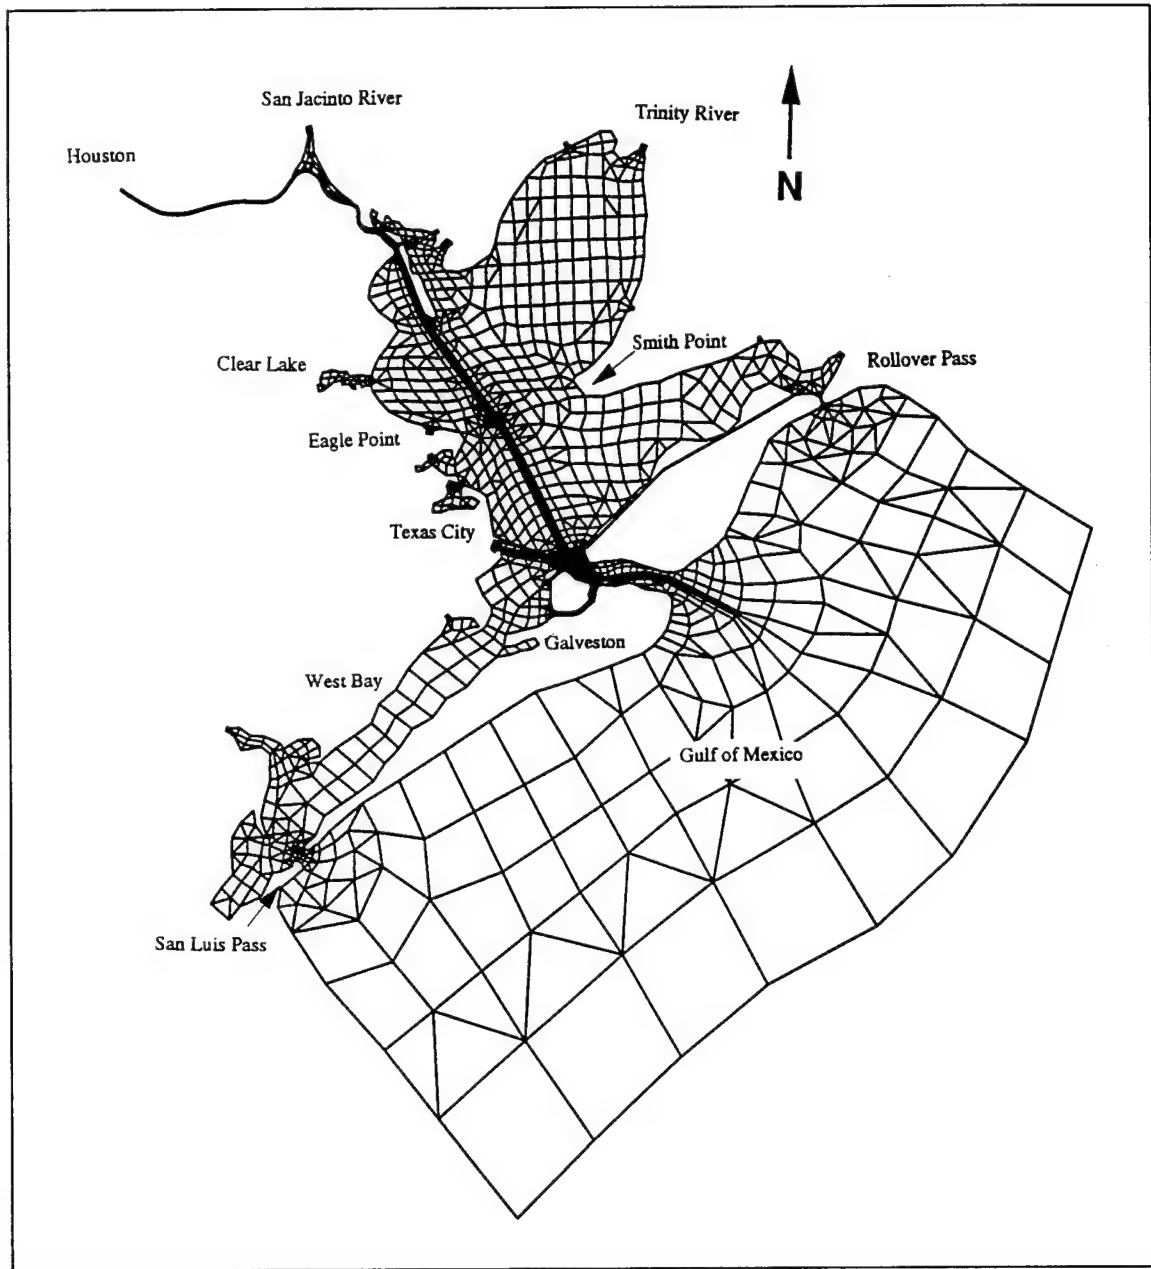 San Jacinto River
Trinity River
Houston
N
Smith Point
Clear Lake
Rollover Pass
Eagle Point
Texas City
Galveston
West Bay
Gulf of Mexico
San Luis Pass